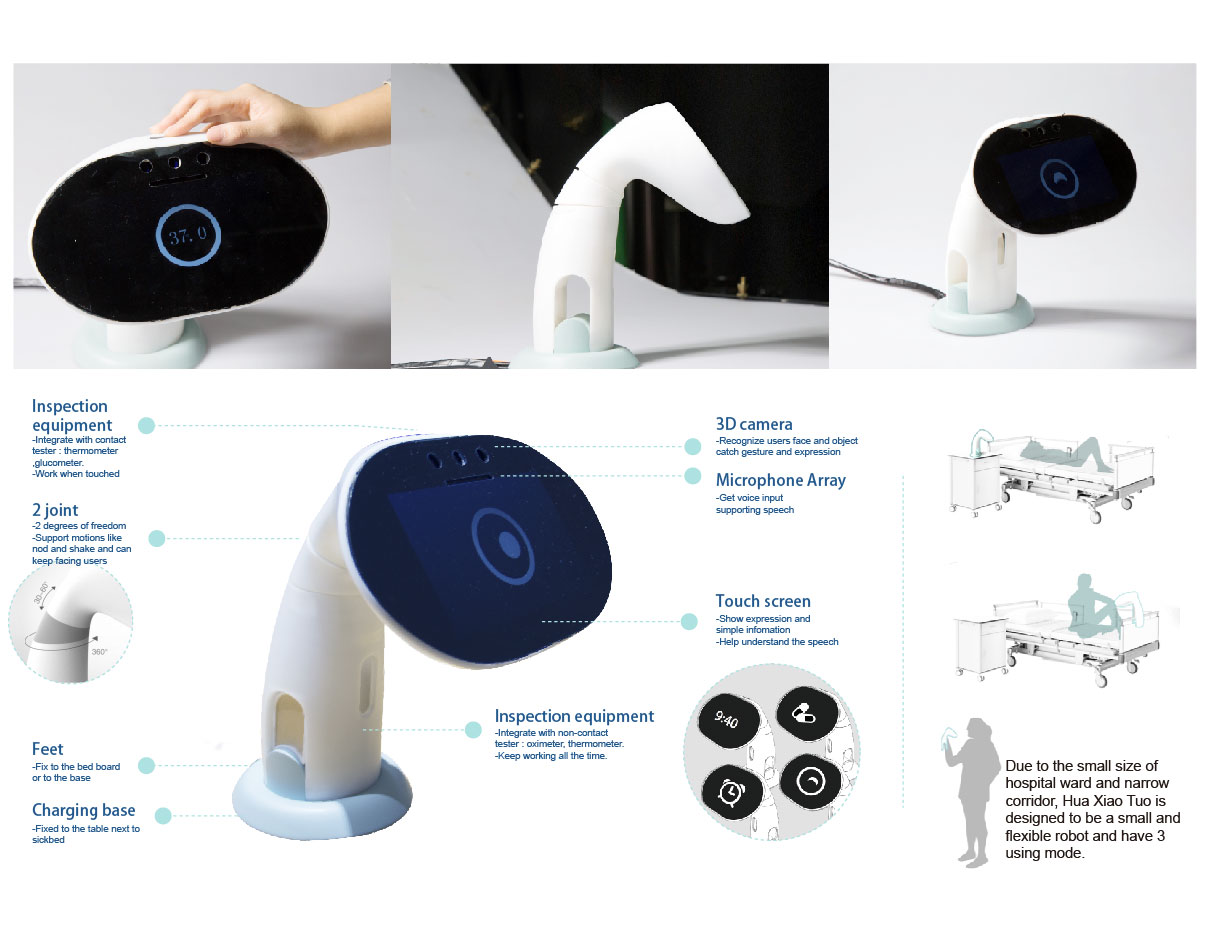 37.0
Inspection
equipment
-Integrate with contact
tester : thermometer
,glucometer.
-Work when touched
2 joint
-2 degrees of freedom
-Support motions like
nod and shake and can
keep facing users
30-60°
360°
Feet
-Fix to the bed board
or to the base
Charging base
-Fixed to the table next to
sickbed
Inspection equipment
-Integrate with non-contact
tester : oximeter, thermometer.
-Keep working all the time.
3D camera
-Recognize users face and object
catch gesture and expression
Microphone Array
-Get voice input
supporting speech
Touch screen
-Show expression and
simple infomation
-Help understand the speech
9:40
Due to the small size of
hospital ward and narrow
corridor, Hua Xiao Tuo is
designed to be a small and
flexible robot and have 3
using mode.